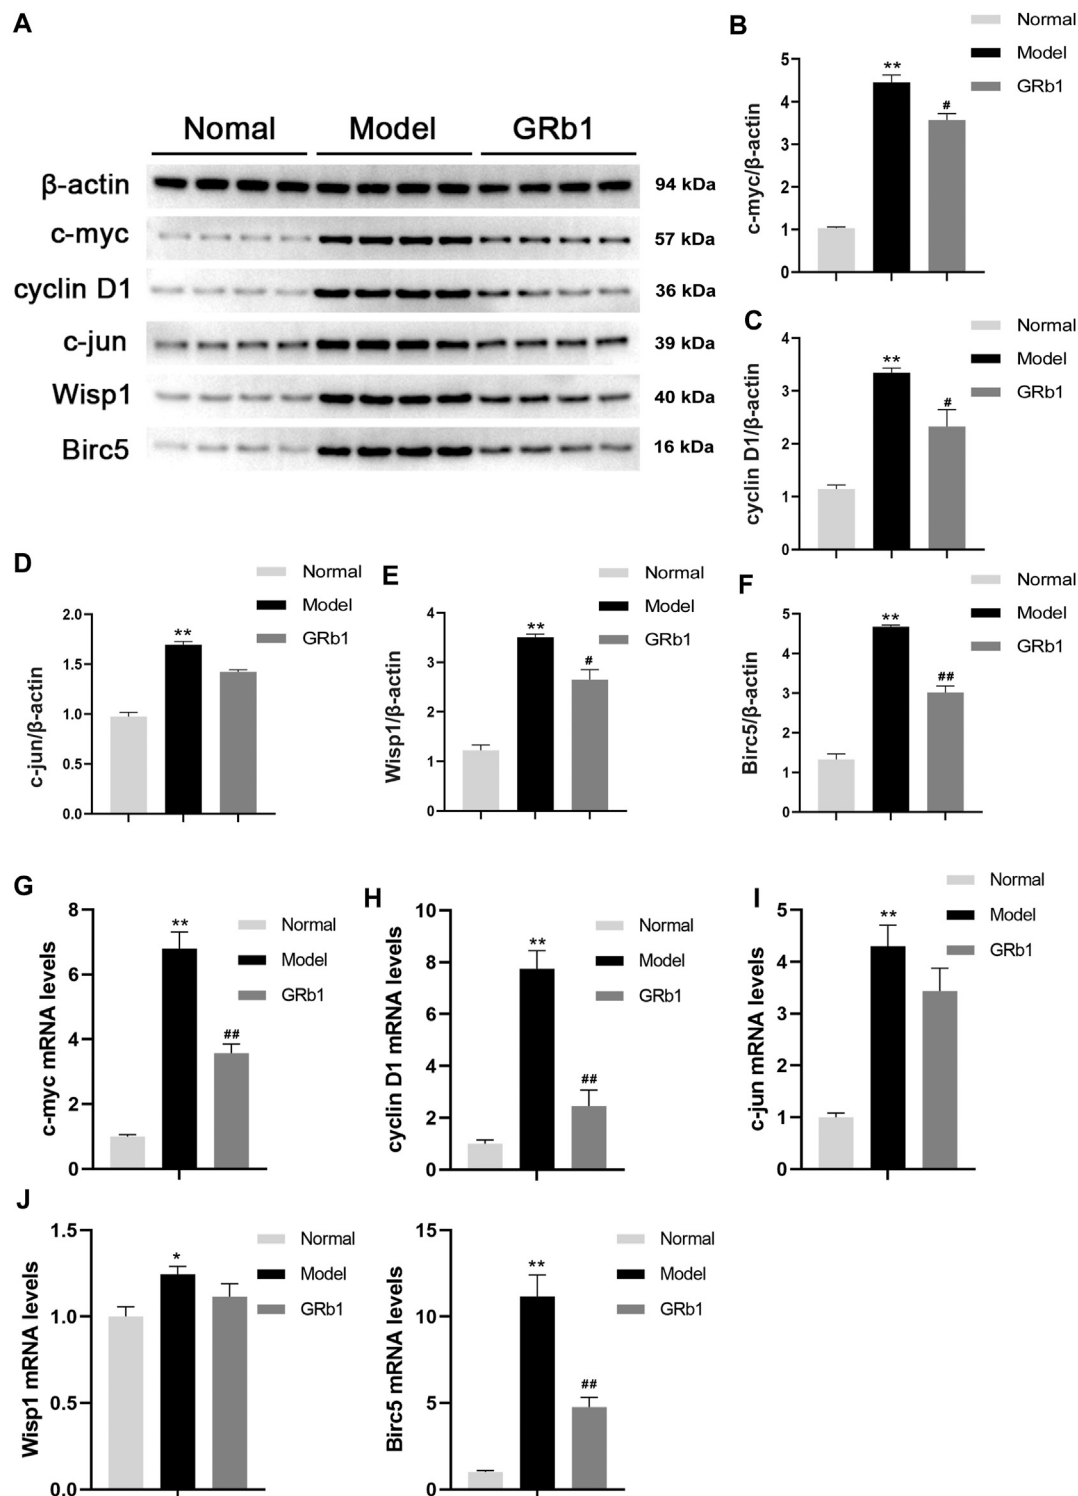 A
Nomal Model GRb1
β-actin 94 kDa
c-myc 57 kDa
cyclin D1 36 kDa
c-jun 39 kDa
Wisp1 40 kDa
Birc5 16 kDa
B
Normal
Model
GRb1
c-myc/β-actin
5
4
3
2
1
0
**
#
C
Normal
Model
GRb1
cyclin D1/β-actin
4
3
2
1
0
**
#
D
Normal
Model
GRb1
c-jun/β-actin
2.0
1.5
1.0
0.5
0.0
**
E
Normal
Model
GRb1
Wisp1/β-actin
4
3
2
1
0
**
#
F
Normal
Model
GRb1
Birc5/β-actin
5
4
3
2
1
0
**
##
G
Normal
Model
GRb1
c-myc mRNA levels
8
6
4
2
0
**
##
H
Normal
Model
GRb1
cyclin D1 mRNA levels
10
8
6
4
2
0
**
##
I
Normal
Model
GRb1
c-jun mRNA levels
5
4
3
2
1
0
**
J
Normal
Model
GRb1
Wisp1 mRNA levels
1.5
1.0
0.5
0.0
*
Normal
Model
GRb1
Birc5 mRNA levels
15
10
5
0
**
##